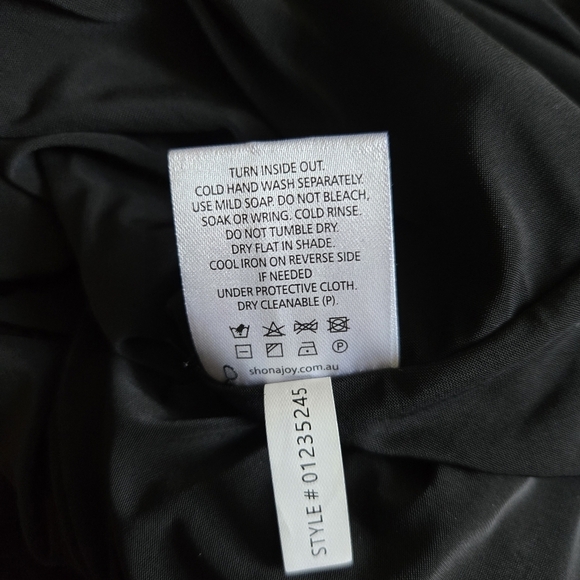 TURN INSIDE OUT.
COLD HAND WASH SEPARATELY.
USE MILD SOAP. DO NOT BLEACH,
SOAK OR WRING. COLD RINSE.
DO NOT TUMBLE DRY.
DRY FLAT IN SHADE.
COOL IRON ON REVERSE SIDE
IF NEEDED
UNDER PROTECTIVE CLOTH.
DRY CLEANABLE (P).
P
shonajoy.com.au
STYLE # 01235245